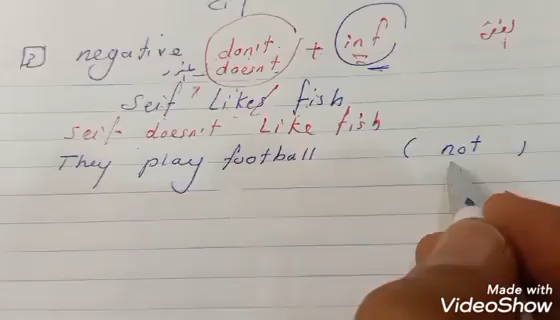 ② negative don't + inf
doesn't
Seif likes fish
Seif doesn't Like fish
They play football ( not )
Made with
VideoShow